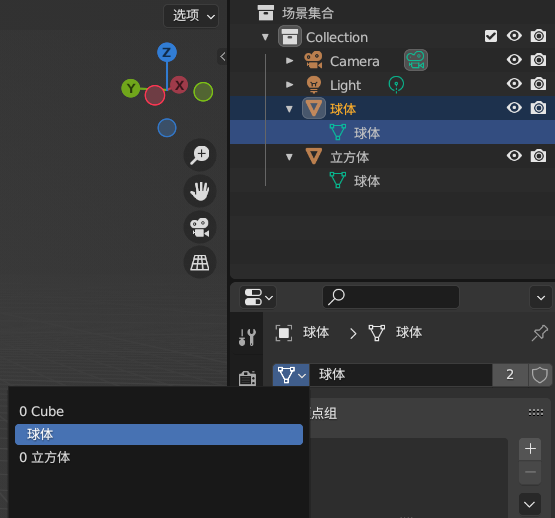 选项
场景集合
Collection
Z
Y
X
Camera
Light
球体
球体
立方体
球体
球体 > 球体
球体 2
0 Cube
点组
球体
0 立方体